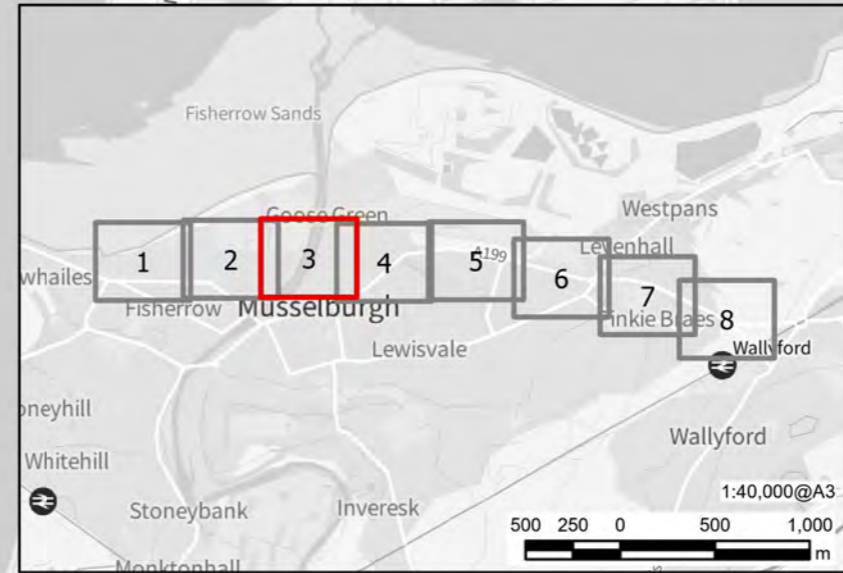 Fisherrow Sands
Goose Green
Westpans
whailes
1
2
3
4
5
A199
Levenhall
6
7
8
Fisherrow
Musselburgh
Pinkie Braes
Lewisvale
Wallyford
oneyhill
Whitehill
Wallyford
Stoneybank
Inveresk
Monktonhall
1:40,000@A3
500 250 0 500 1,000
m